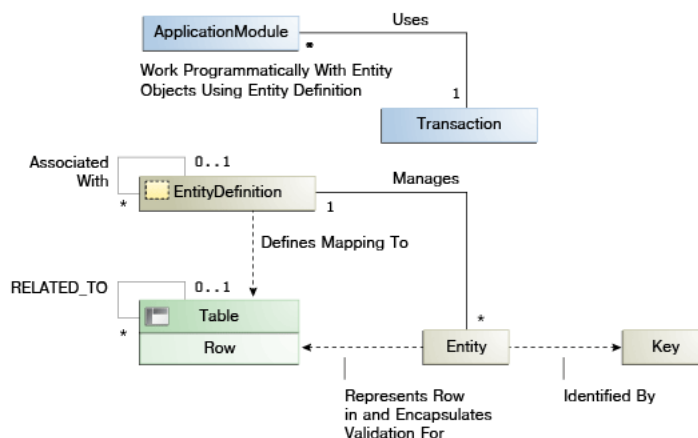 ApplicationModule
Uses
*
Work Programmatically With Entity
Objects Using Entity Definition
1
Transaction
Associated
With
0..1
EntityDefinition
*
1
Manages
Defines Mapping To
RELATED_TO
0..1
Table
*
Row
*
Entity
Key
Represents Row
in and Encapsulates
Validation For
Identified By